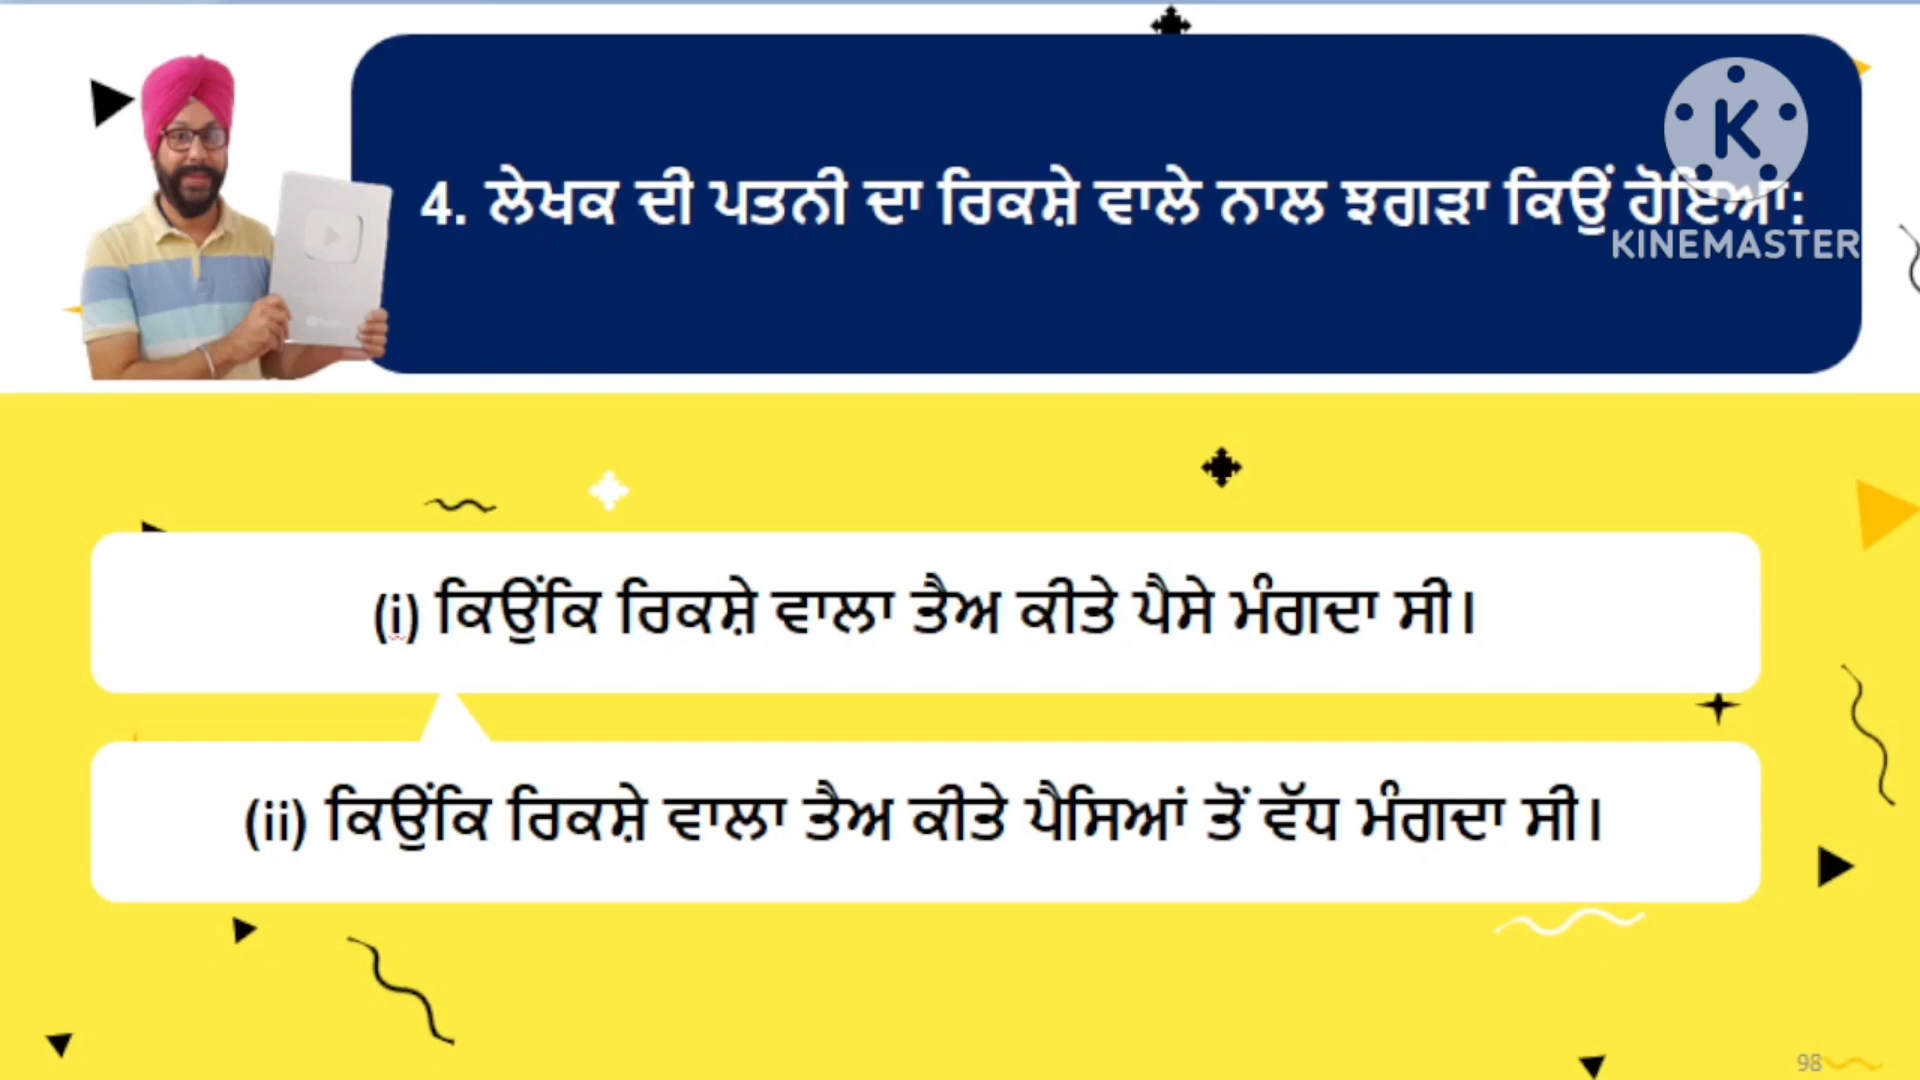 4. ਲੇਖਕ ਦੀ ਪਤਨੀ ਦਾ ਰਿਕਸ਼ੇ ਵਾਲੇ ਨਾਲ ਝਗੜਾ ਕਿਉਂ ਹੋਇਆ:
K
KINEMASTER
(i) ਕਿਉਂਕਿ ਰਿਕਸ਼ੇ ਵਾਲਾ ਤੈਅ ਕੀਤੇ ਪੈਸੇ ਮੰਗਦਾ ਸੀ।
(ii) ਕਿਉਂਕਿ ਰਿਕਸ਼ੇ ਵਾਲਾ ਤੈਅ ਕੀਤੇ ਪੈਸਿਆਂ ਤੋਂ ਵੱਧ ਮੰਗਦਾ ਸੀ।
98